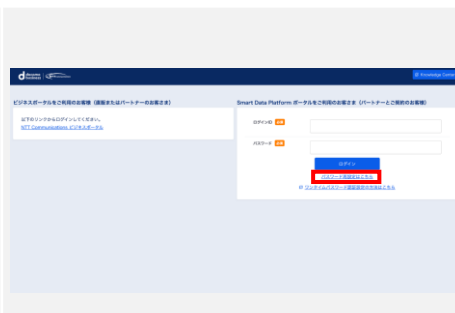 docomo business
Knowledge Center
ビジネスポータルをご利用のお客様（直販またはパートナーのお客さま）
以下のリンクからログインしてください。
NTT Communications ビジネスポータル
Smart Data Platform ポータルをご利用のお客さま（パートナーとご契約のお客様）
ログインID 必須
パスワード 必須
ログイン
パスワード再設定はこちら
ワンタイムパスワード認証設定の方法はこちら